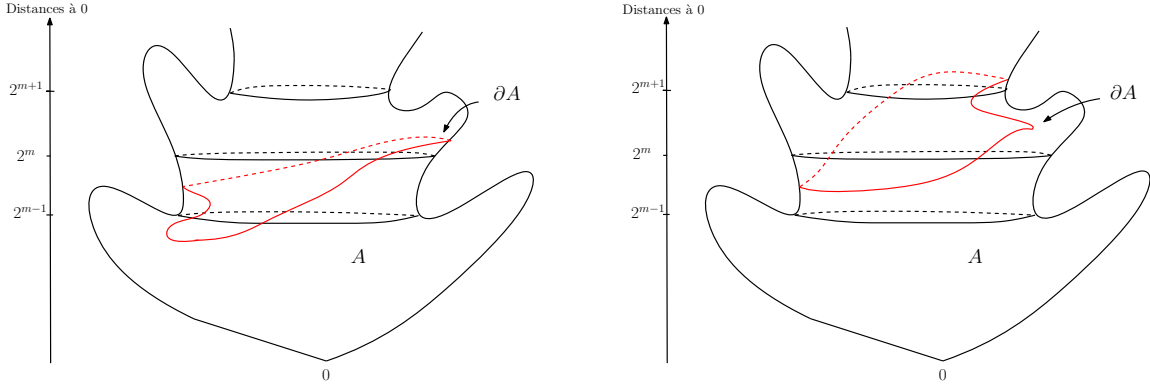 Distances à 0
2^{m+1}
∂A
2^m
2^{m-1}
A
0
Distances à 0
2^{m+1}
∂A
2^m
2^{m-1}
A
0